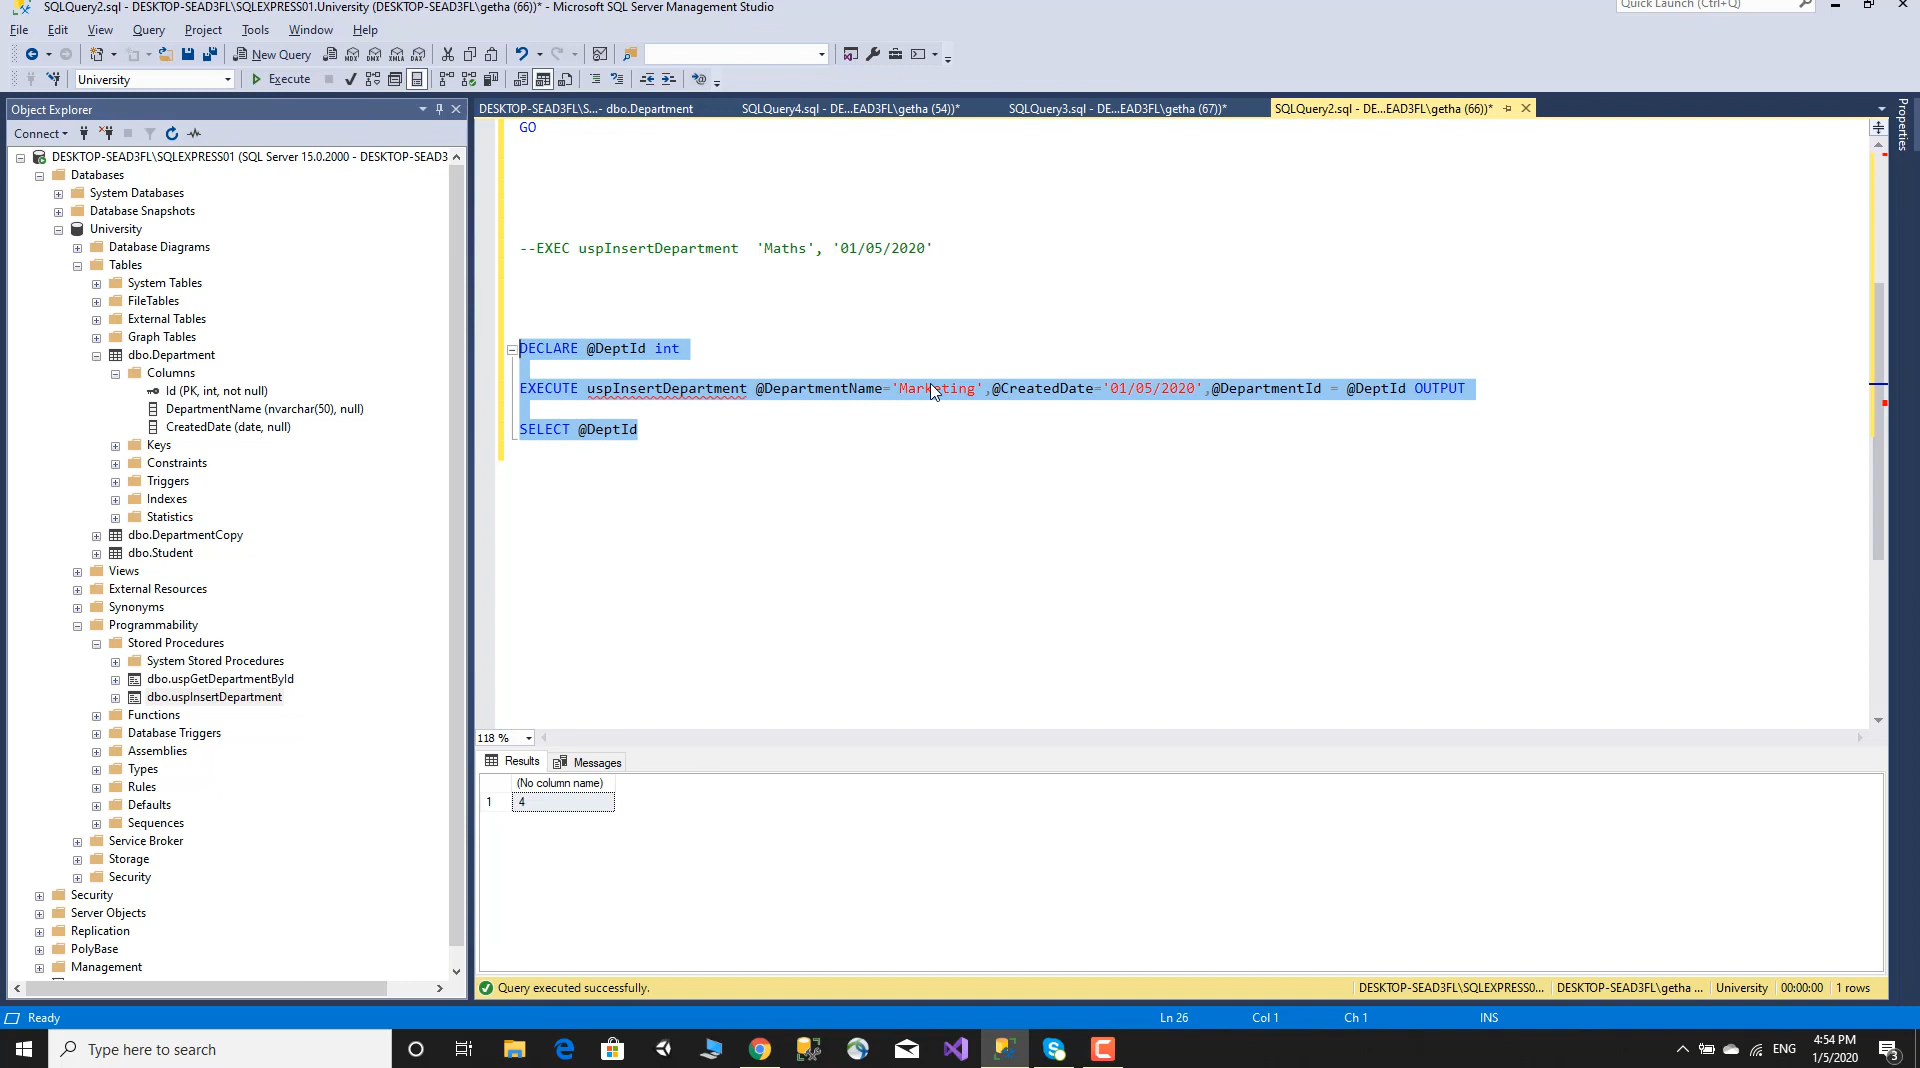 SQLQuery2.sql - DESKTOP-SEAD3FL\SQLEXPRESS01.University (DESKTOP-SEAD3FL\getha (66))* - Microsoft SQL Server Management Studio
Quick Launch (Ctrl+Q)
File Edit View Query Project Tools Window Help
New Query
University
Execute
Object Explorer
DESKTOP-SEAD3FL\S...- dbo.Department
SQLQuery4.sql - DE...EAD3FL\getha (54))*
SQLQuery3.sql - DE...EAD3FL\getha (67))*
SQLQuery2.sql - DE...EAD3FL\getha (66))*
Properties
Connect
DESKTOP-SEAD3FL\SQLEXPRESS01 (SQL Server 15.0.2000 - DESKTOP-SEAD3
Databases
System Databases
Database Snapshots
University
Database Diagrams
Tables
System Tables
FileTables
External Tables
Graph Tables
dbo.Department
Columns
Id (PK, int, not null)
DepartmentName (nvarchar(50), null)
CreatedDate (date, null)
Keys
Constraints
Triggers
Indexes
Statistics
dbo.DepartmentCopy
dbo.Student
Views
External Resources
Synonyms
Programmability
Stored Procedures
System Stored Procedures
dbo.uspGetDepartmentById
dbo.uspInsertDepartment
Functions
Database Triggers
Assemblies
Types
Rules
Defaults
Sequences
Service Broker
Storage
Security
Security
Server Objects
Replication
PolyBase
Management
GO
--EXEC uspInsertDepartment  'Maths', '01/05/2020'
DECLARE @DeptId int
EXECUTE uspInsertDepartment @DepartmentName='Marketing',@CreatedDate='01/05/2020',@DepartmentId = @DeptId OUTPUT
SELECT @DeptId
118 %
Results
Messages
(No column name)
1 4
Query executed successfully.
DESKTOP-SEAD3FL\SQLEXPRESS0...
DESKTOP-SEAD3FL\getha ...
University
00:00:00
1 rows
Ready
Ln 26
Col 1
Ch 1
INS
Type here to search
ENG
4:54 PM
1/5/2020
3